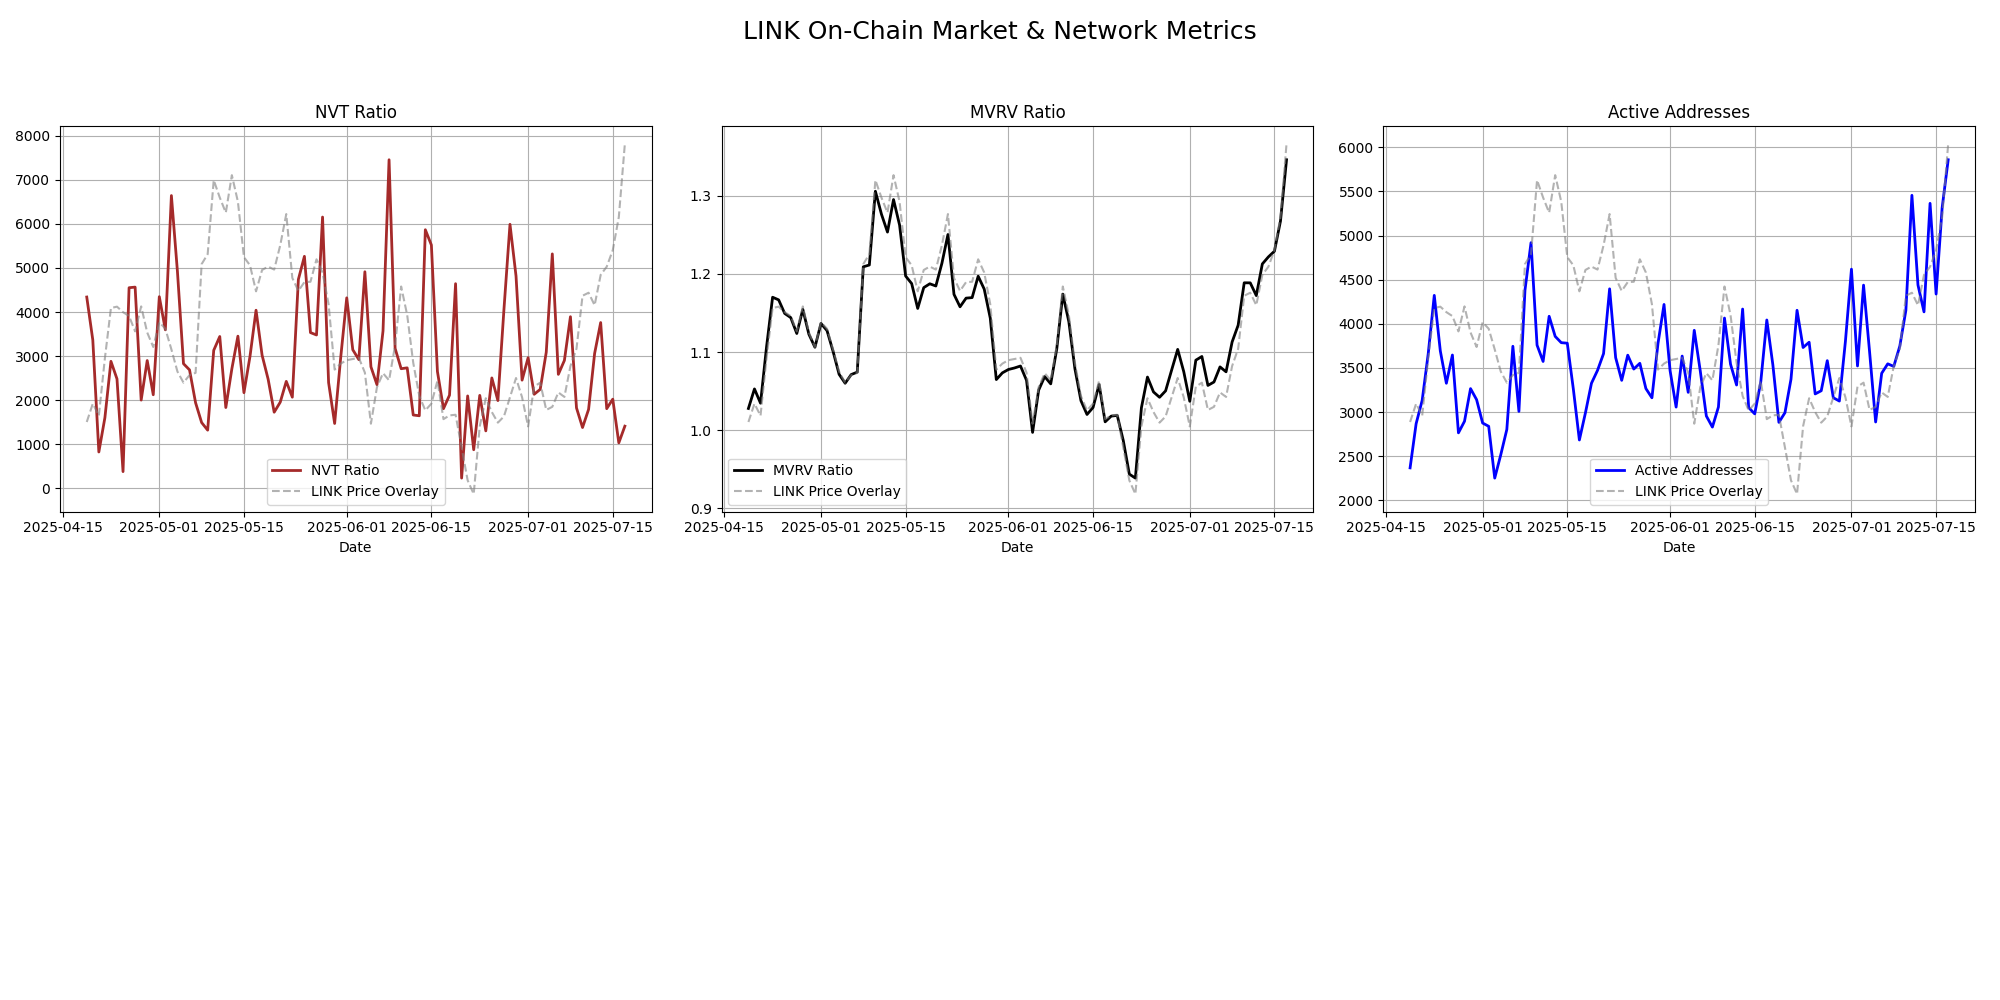 LINK On-Chain Market & Network Metrics
NVT Ratio
8000
7000
6000
5000
4000
3000
2000
1000
0
NVT Ratio
LINK Price Overlay
2025-04-15 2025-05-01 2025-05-15 2025-06-01 2025-06-15 2025-07-01 2025-07-15
Date
MVRV Ratio
1.3
1.2
1.1
1.0
0.9
MVRV Ratio
LINK Price Overlay
2025-04-15 2025-05-01 2025-05-15 2025-06-01 2025-06-15 2025-07-01 2025-07-15
Date
Active Addresses
6000
5500
5000
4500
4000
3500
3000
2500
2000
Active Addresses
LINK Price Overlay
2025-04-15 2025-05-01 2025-05-15 2025-06-01 2025-06-15 2025-07-01 2025-07-15
Date